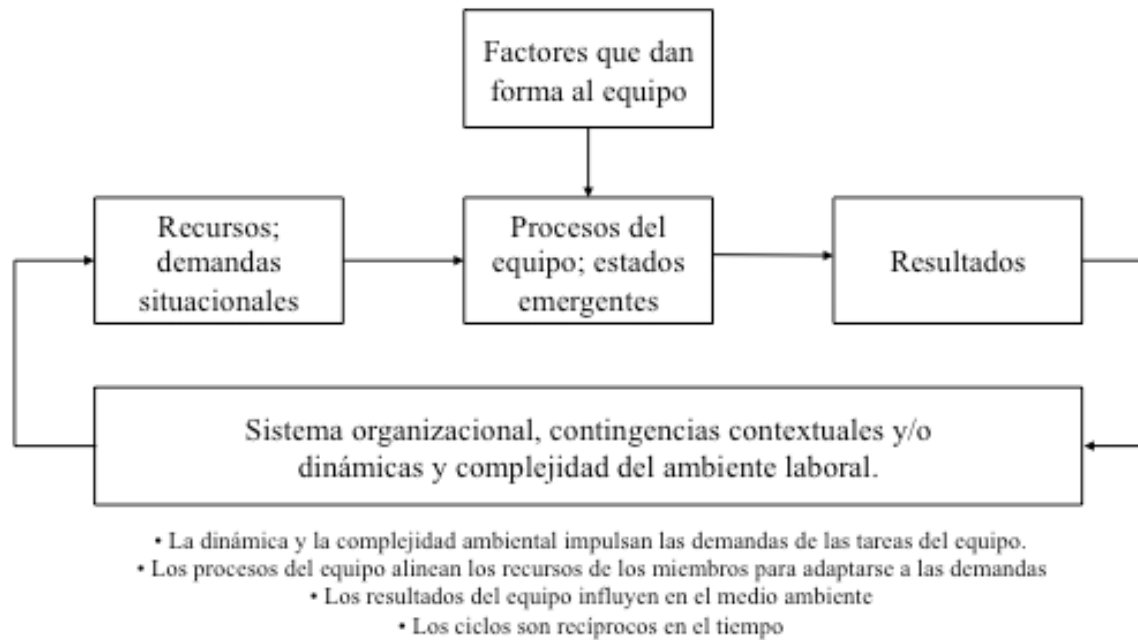 Factores que dan
forma al equipo
Recursos;
demandas
situacionales
Procesos del
equipo; estados
emergentes
Resultados
Sistema organizacional, contingencias contextuales y/o
dinámicas y complejidad del ambiente laboral.
• La dinámica y la complejidad ambiental impulsan las demandas de las tareas del equipo.
• Los procesos del equipo alinean los recursos de los miembros para adaptarse a las demandas
• Los resultados del equipo influyen en el medio ambiente
• Los ciclos son recíprocos en el tiempo